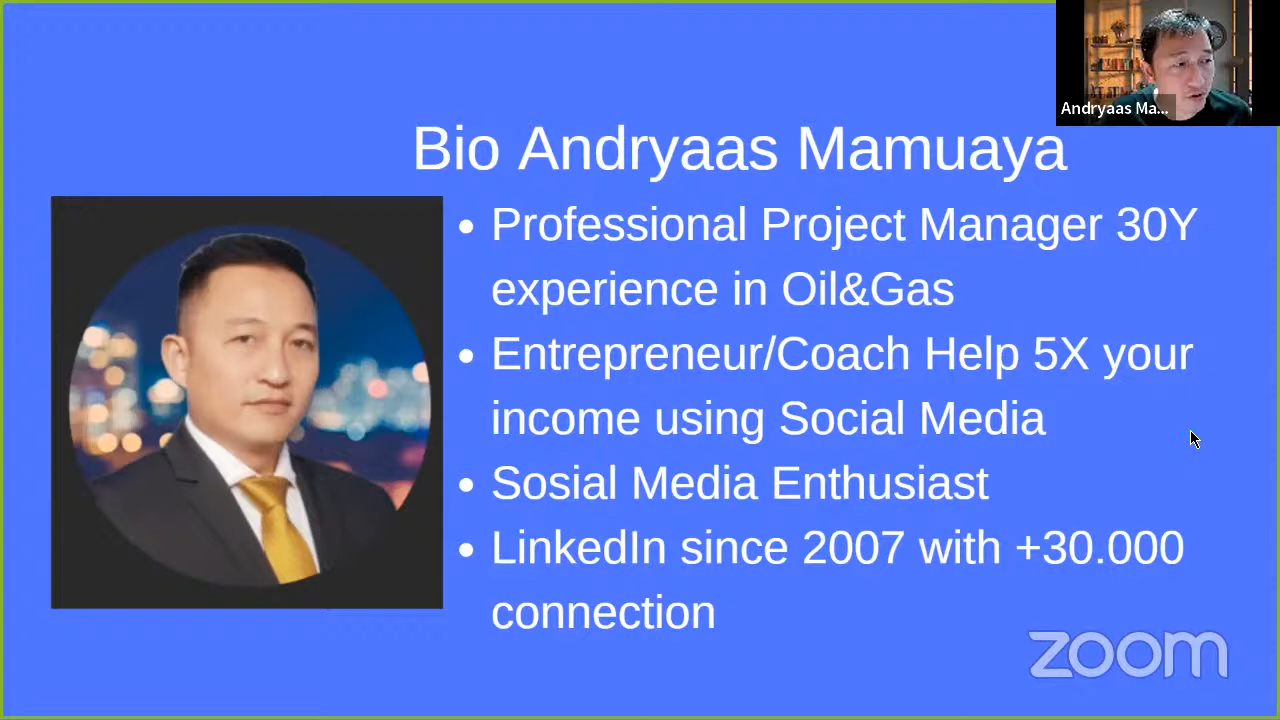 Andryaas Ma...
Bio Andryaas Mamuaya
• Professional Project Manager 30Y
experience in Oil&Gas
• Entrepreneur/Coach Help 5X your
income using Social Media
• Sosial Media Enthusiast
• LinkedIn since 2007 with +30.000
connection
zoom